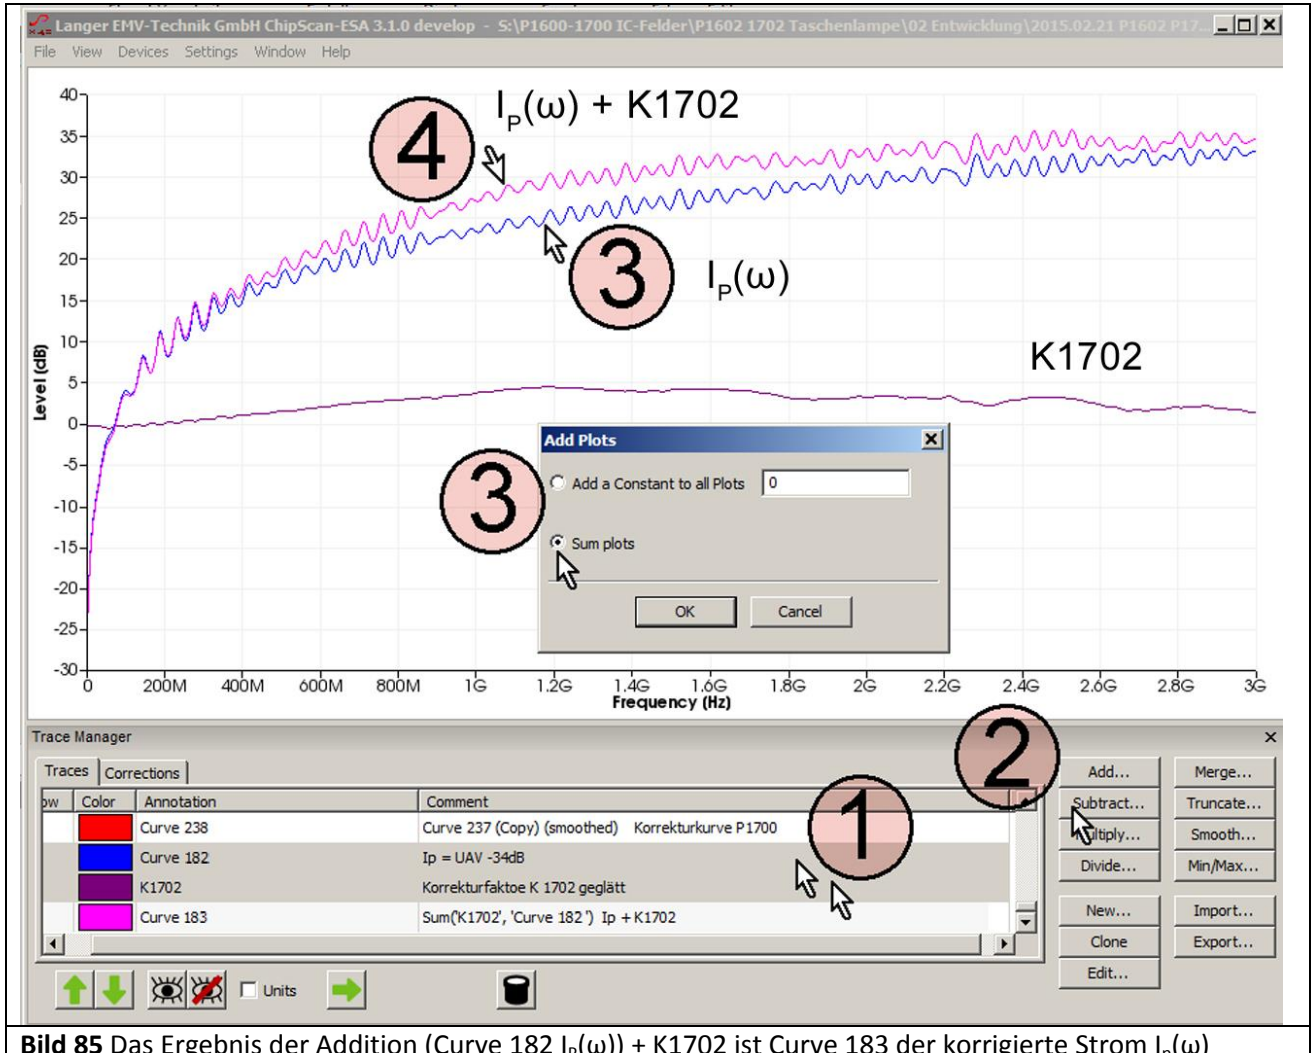 Langer EMV-Technik GmbH ChipScan-ESA 3.1.0 develop - S:\P1600-1700 IC-Felder\P1602 1702 Taschenlampe\02 Entwicklung\2015.02.21 P1602 P17...
File View Devices Settings Window Help
4
I_P(ω) + K1702
3
I_P(ω)
K1702
Level (dB)
40
35
30
25
20
15
10
5
0
-5
-10
-15
-20
-25
-30
3
Add Plots
Add a Constant to all Plots 0
Sum plots
OK Cancel
0 200M 400M 600M 800M 1G 1.2G 1.4G 1.6G 1.8G 2G 2.2G 2.4G 2.6G 2.8G 3G
Frequency (Hz)
Trace Manager
Traces Corrections
ow Color Annotation Comment
Curve 238 Curve 237 (Copy) (smoothed) Korrekturkurve P1700
Curve 182 Ip = UAV -34dB
K1702 Korrekturfaktoe K 1702 geglätt
Curve 183 Sum('K1702', 'Curve 182 ') Ip + K1702
1
2
Add... Merge...
Subtract... Truncate...
Multiply... Smooth...
Divide... Min/Max...
New... Import...
Clone Export...
Edit...
Units
Bild 85 Das Ergebnis der Addition (Curve 182 I_P(ω)) + K1702 ist Curve 183 der korrigierte Strom I_P(ω)